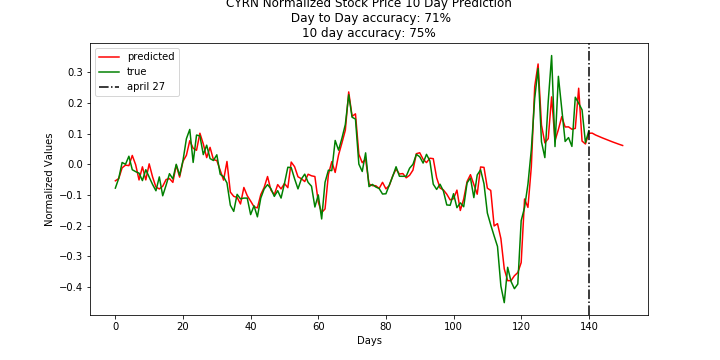 CYRN Normalized Stock Price 10 Day Prediction
Day to Day accuracy: 71%
10 day accuracy: 75%
predicted
true
april 27
Normalized Values
0.3
0.2
0.1
0.0
−0.1
−0.2
−0.3
−0.4
0 20 40 60 80 100 120 140
Days